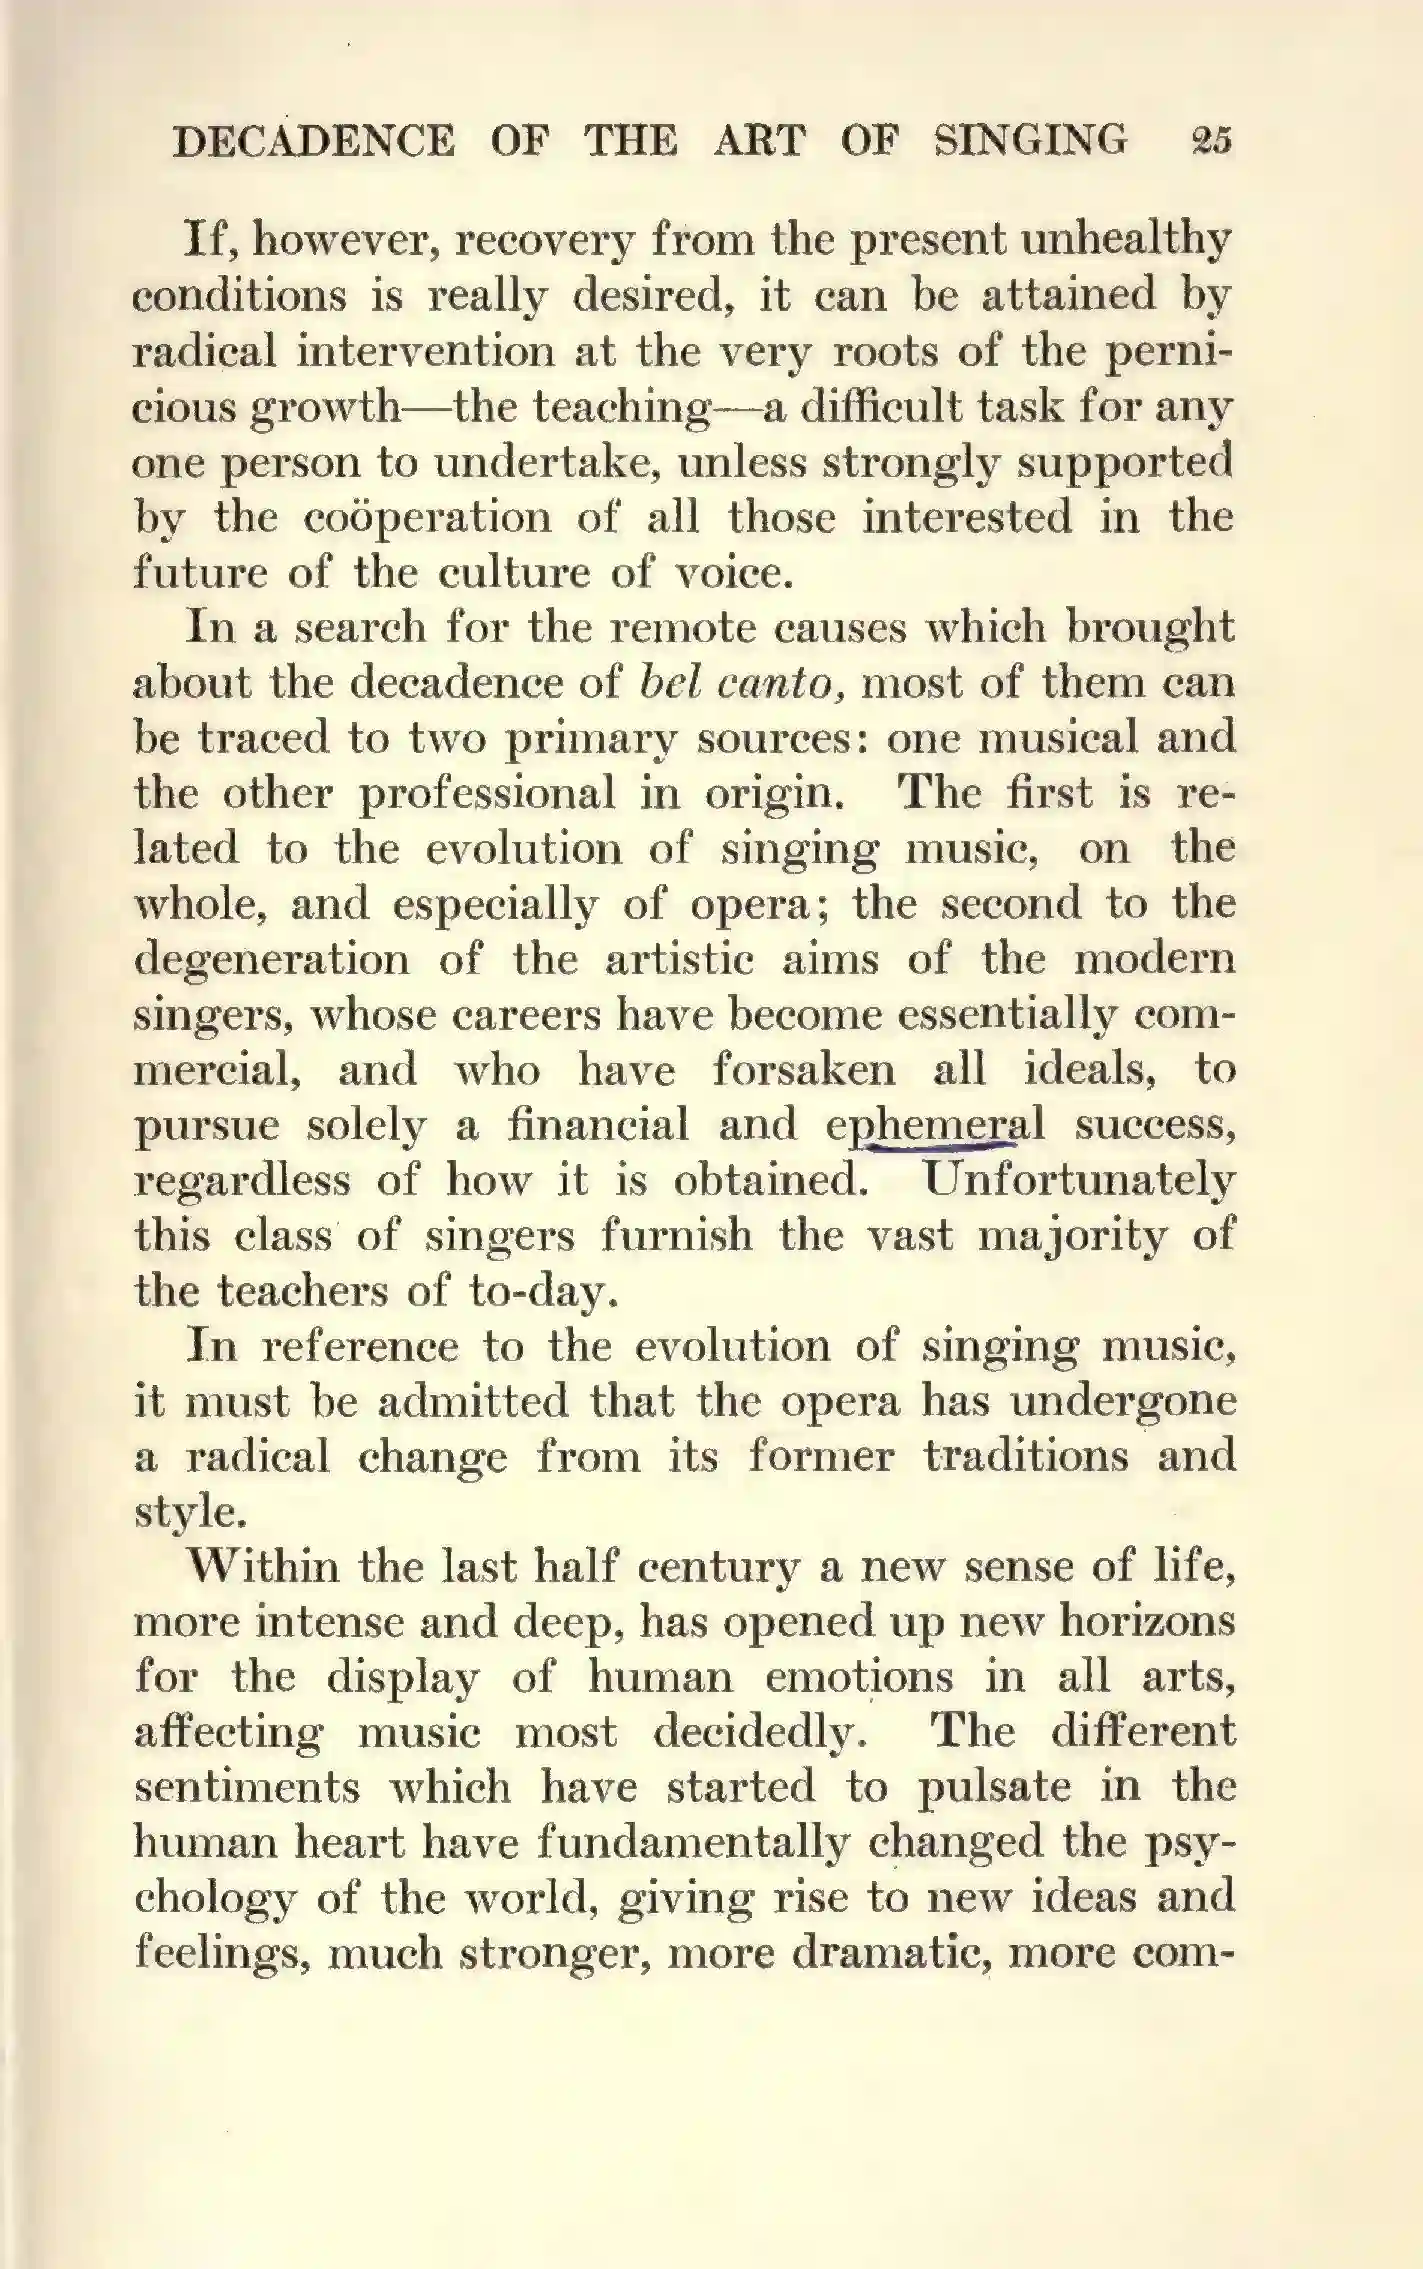 DECADENCE OF THE ART OF SINGING 25
If, however, recovery from the present unhealthy
conditions is really desired, it can be attained by
radical intervention at the very roots of the perni-
cious growth—the teaching—a difficult task for any
one person to undertake, unless strongly supported
by the coöperation of all those interested in the
future of the culture of voice.
In a search for the remote causes which brought
about the decadence of bel canto, most of them can
be traced to two primary sources: one musical and
the other professional in origin. The first is re-
lated to the evolution of singing music, on the
whole, and especially of opera; the second to the
degeneration of the artistic aims of the modern
singers, whose careers have become essentially com-
mercial, and who have forsaken all ideals, to
pursue solely a financial and ephemeral success,
regardless of how it is obtained. Unfortunately
this class of singers furnish the vast majority of
the teachers of to-day.
In reference to the evolution of singing music,
it must be admitted that the opera has undergone
a radical change from its former traditions and
style.
Within the last half century a new sense of life,
more intense and deep, has opened up new horizons
for the display of human emotions in all arts,
affecting music most decidedly. The different
sentiments which have started to pulsate in the
human heart have fundamentally changed the psy-
chology of the world, giving rise to new ideas and
feelings, much stronger, more dramatic, more com-